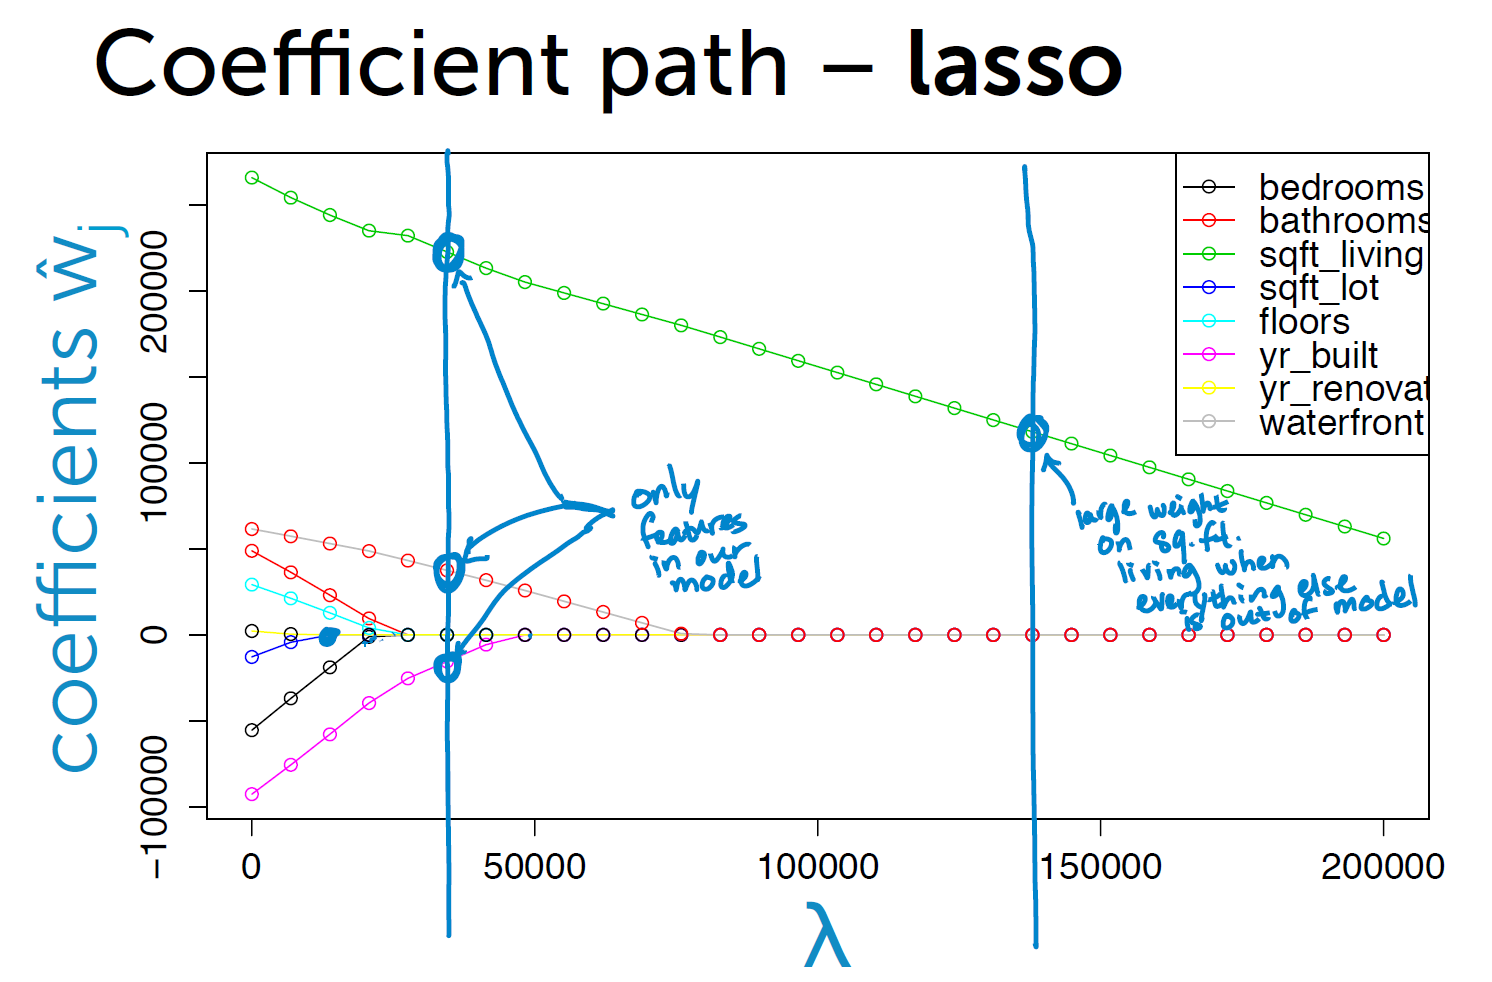 Coefficient path – lasso
coefficients ŵj
200000
100000
0
−100000
0
50000
100000
150000
200000
λ
bedrooms
bathrooms
sqft_living
sqft_lot
floors
yr_built
yr_renovat
waterfront
only
features
in our
model
large weight
on sq.ft.
living when
everything else
is out of model